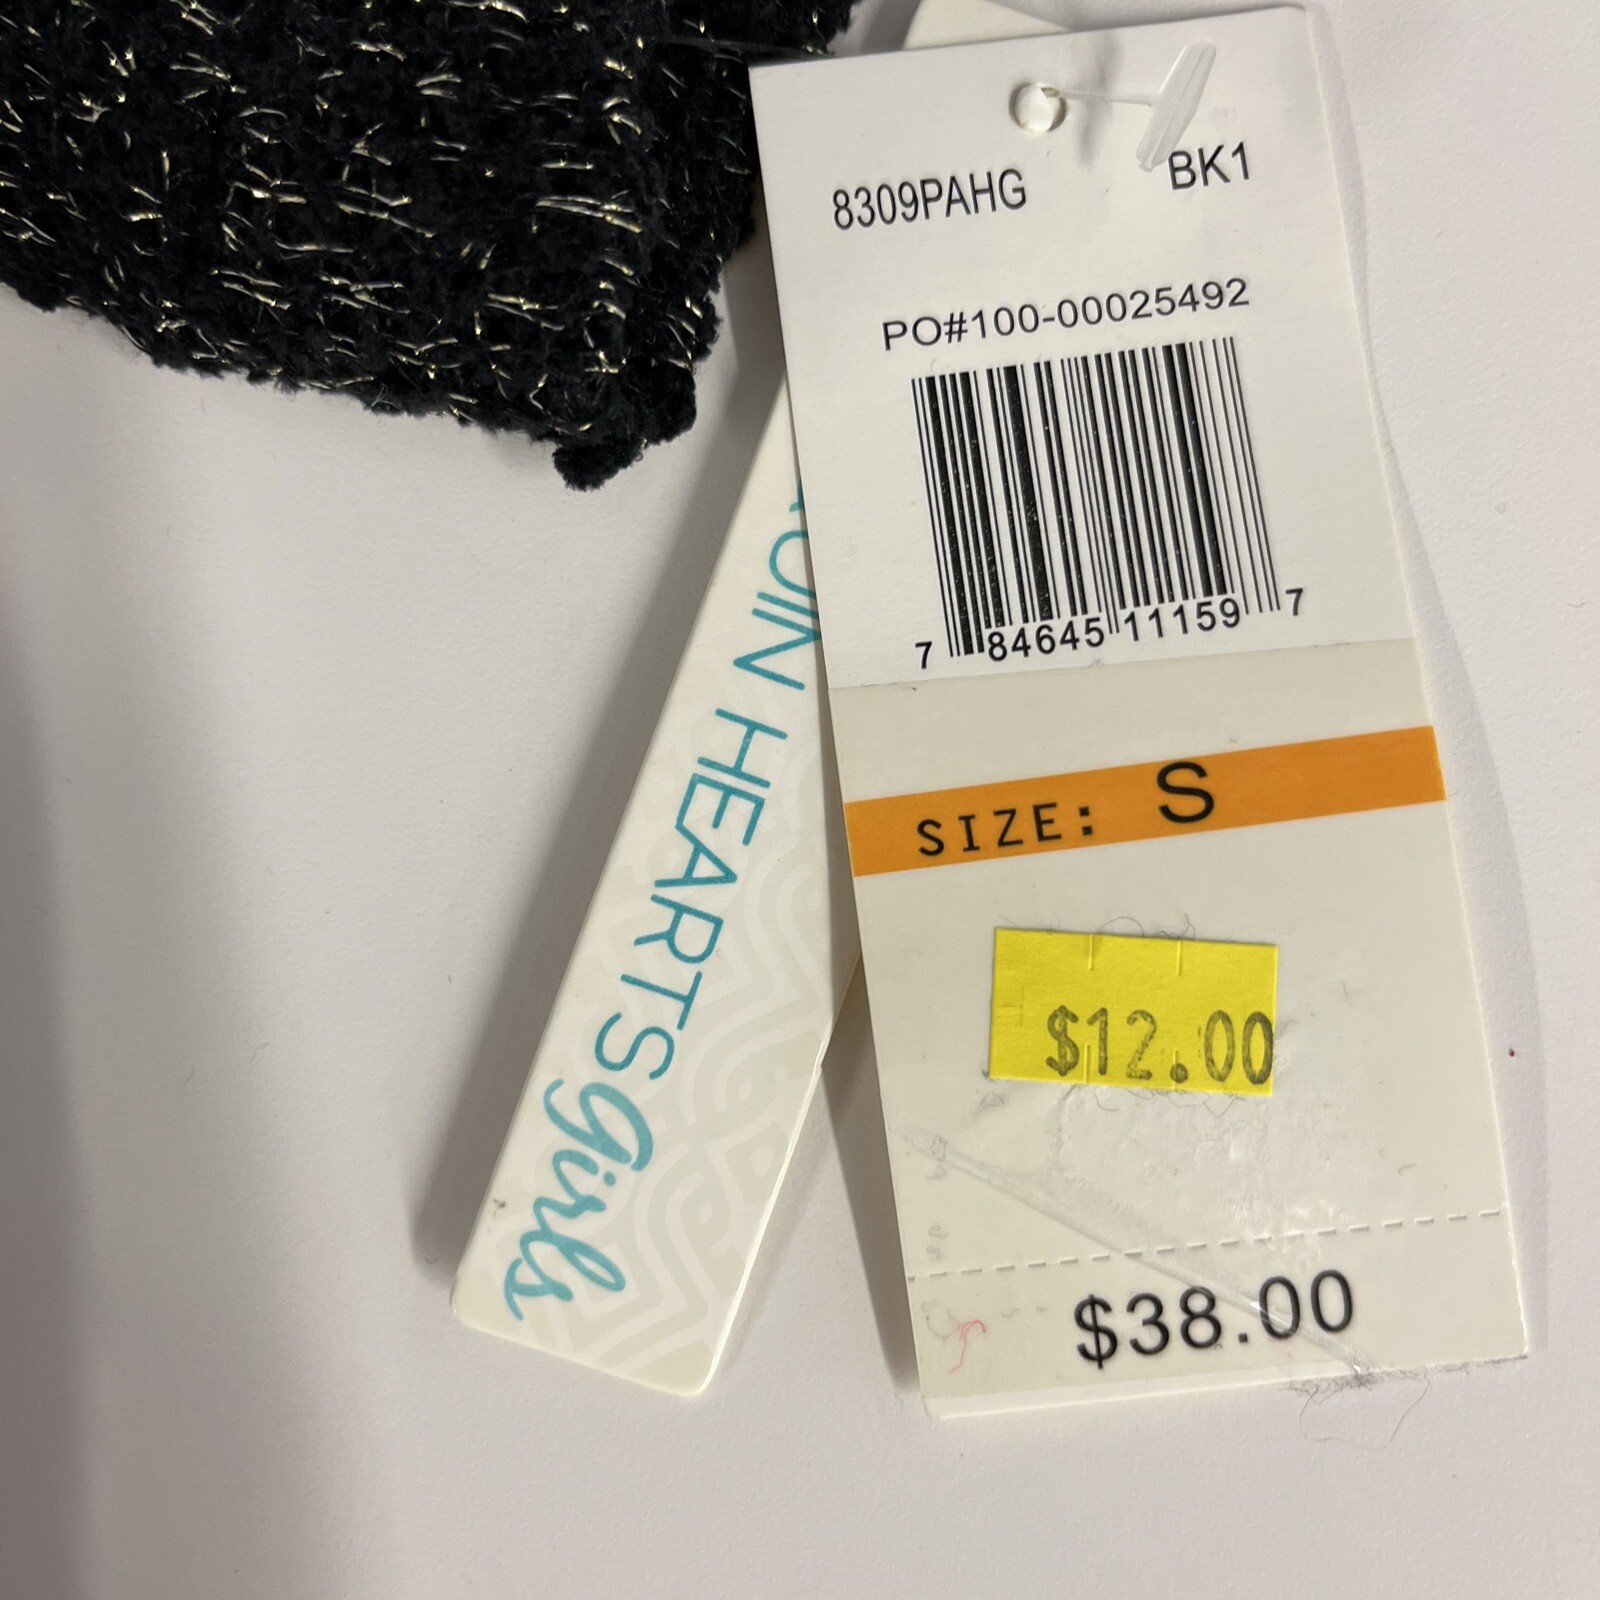 8309PAHG BK1
PO#100-00025492
7 84645 11159 7
SIZE: S
$12.00
$38.00
HEARTS
Girls